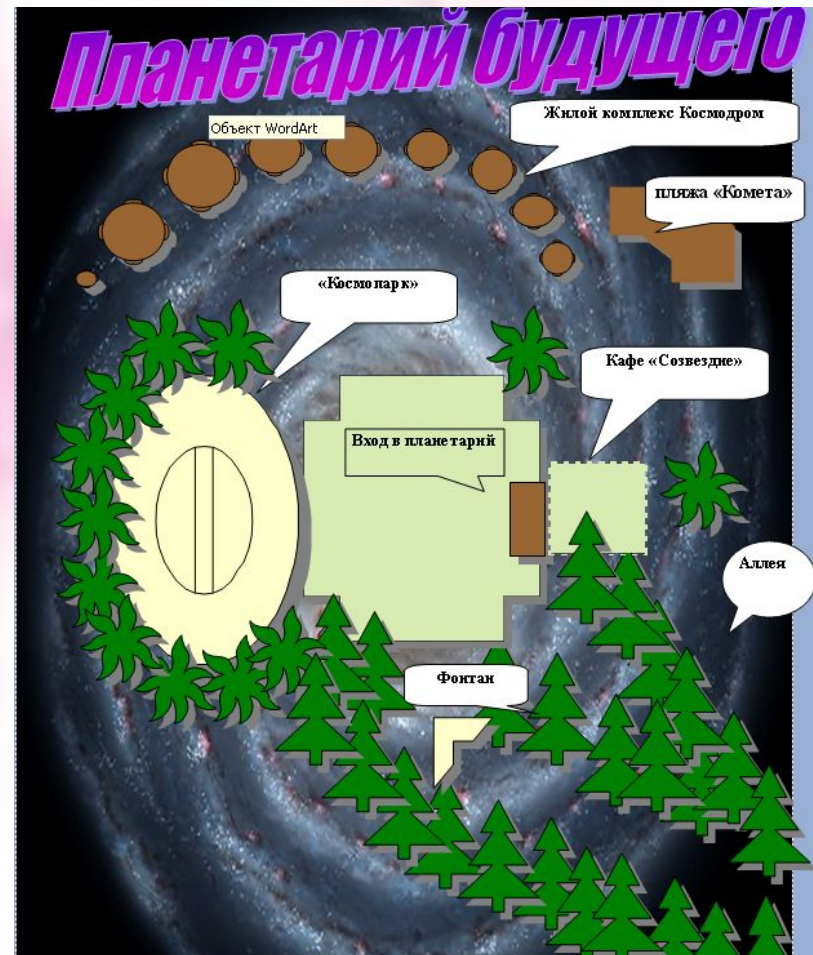 Планетарий будущего
Объект WordArt
Жилой комплекс Космодром
пляжа «Комета»
«Космопарк»
Кафе «Созвездие»
Вход в планетарий
Аллея
Фонтан